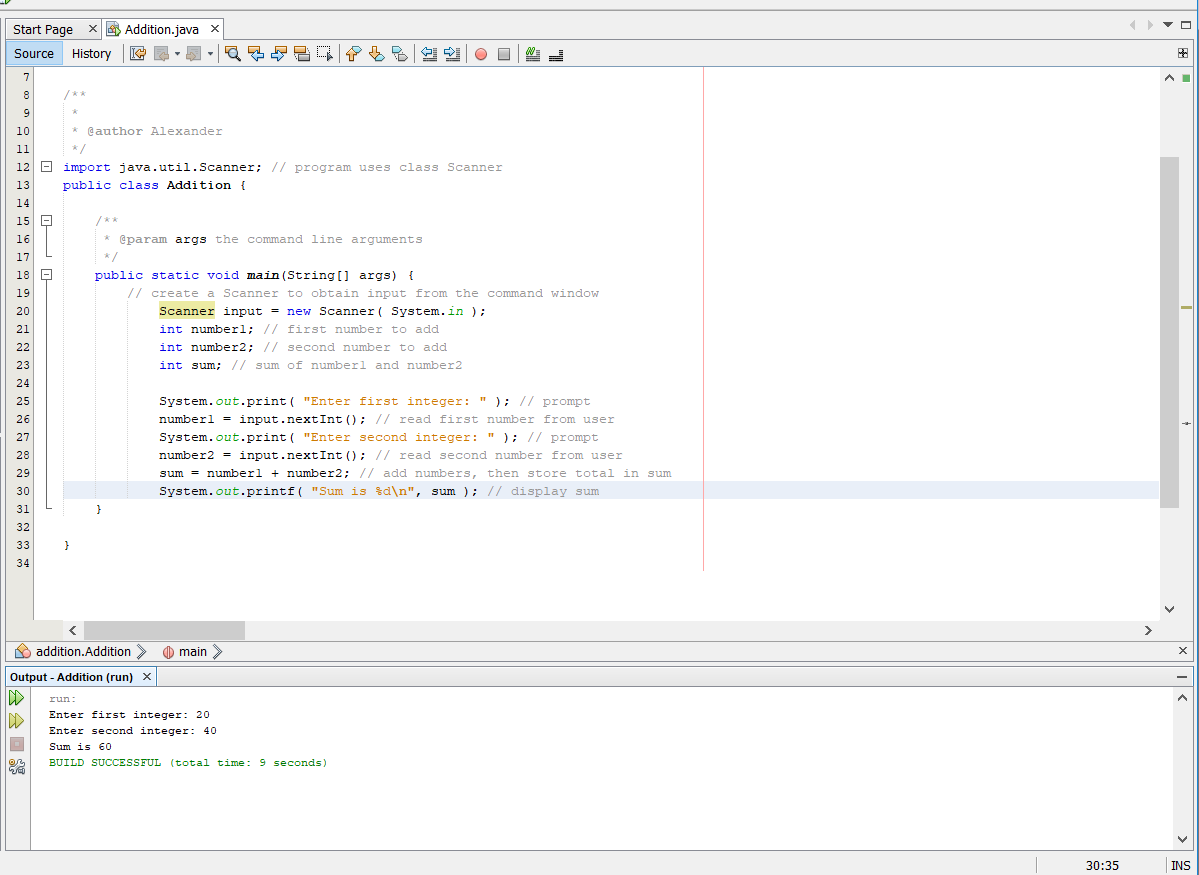 Start Page Addition.java
Source History
7
8 /**
9 *
10 * @author Alexander
11 */
12 import java.util.Scanner; // program uses class Scanner
13 public class Addition {
14
15 /**
16 * @param args the command line arguments
17 */
18 public static void main(String[] args) {
19 // create a Scanner to obtain input from the command window
20 Scanner input = new Scanner( System.in );
21 int number1; // first number to add
22 int number2; // second number to add
23 int sum; // sum of number1 and number2
24
25 System.out.print( "Enter first integer: " ); // prompt
26 number1 = input.nextInt(); // read first number from user
27 System.out.print( "Enter second integer: " ); // prompt
28 number2 = input.nextInt(); // read second number from user
29 sum = number1 + number2; // add numbers, then store total in sum
30 System.out.printf( "Sum is %d\n", sum ); // display sum
31 }
32
33 }
34
addition.Addition main
Output - Addition (run)
run:
Enter first integer: 20
Enter second integer: 40
Sum is 60
BUILD SUCCESSFUL (total time: 9 seconds)
30:35 INS